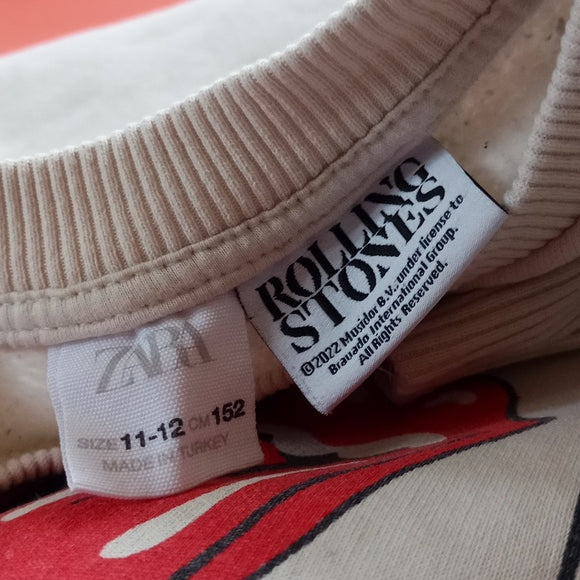 ZARA
SIZE 11-12 CM 152
MADE IN TURKEY
ROLLING
STONES
©2022 Musidor B.V., under license to
Bravado International Group.
All Rights Reserved.